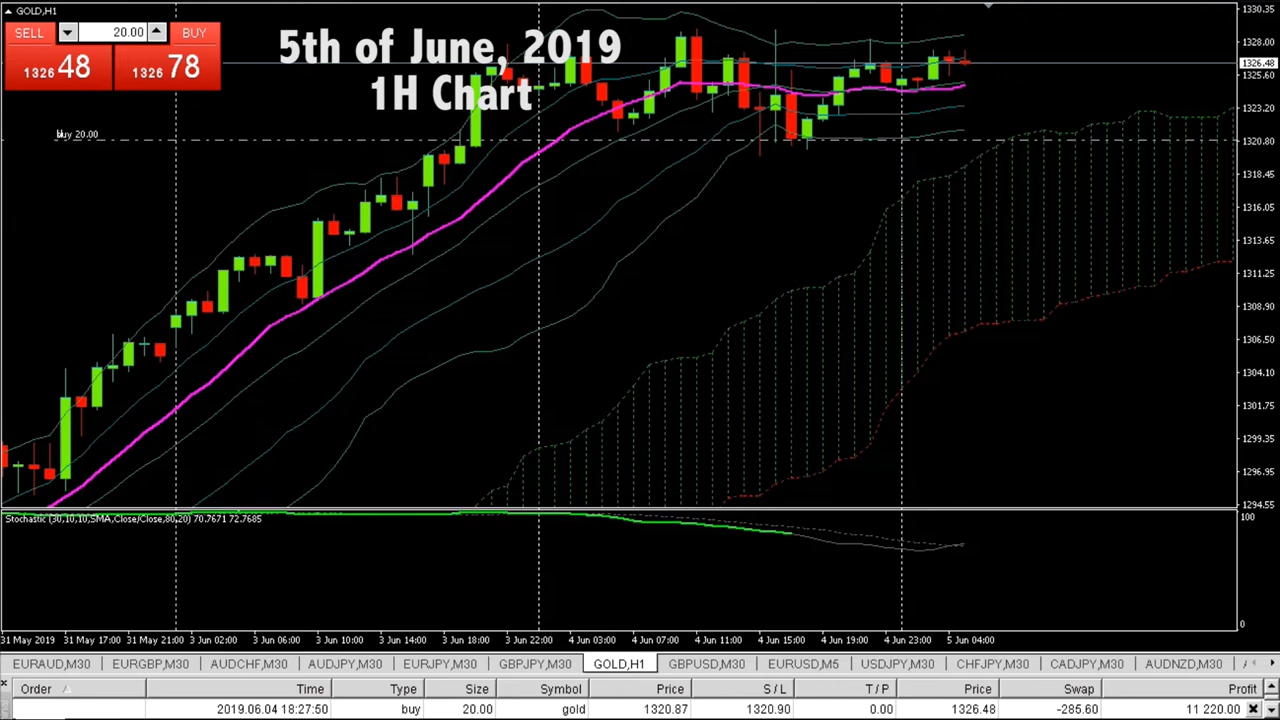 GOLD,H1
SELL 20.00 BUY
1326 48 1326 78
5th of June, 2019
1H Chart
buy 20.00
1330.35
1328.00
1326.48
1325.60
1323.20
1320.80
1318.45
1316.05
1313.65
1311.25
1308.90
1306.50
1304.10
1301.75
1299.35
1296.95
1294.55
Stochastic (30,10,10,SMA,Close/Close,80,20) 70.7671 72.7685
100
0
31 May 2019 31 May 17:00 31 May 21:00 3 Jun 02:00 3 Jun 06:00 3 Jun 10:00 3 Jun 14:00 3 Jun 18:00 3 Jun 22:00 4 Jun 03:00 4 Jun 07:00 4 Jun 11:00 4 Jun 15:00 4 Jun 19:00 4 Jun 23:00 5 Jun 04:00
EURAUD,M30 EURGBP,M30 AUDCHF,M30 AUDJPY,M30 EURJPY,M30 GBPJPY,M30 GOLD,H1 GBPUSD,M30 EURUSD,M5 USDJPY,M30 CHFJPY,M30 CADJPY,M30 AUDNZD,M30
Order Time Type Size Symbol Price S / L T / P Price Swap Profit
2019.06.04 18:27:50 buy 20.00 gold 1320.87 1320.90 0.00 1326.48 -285.60 11 220.00